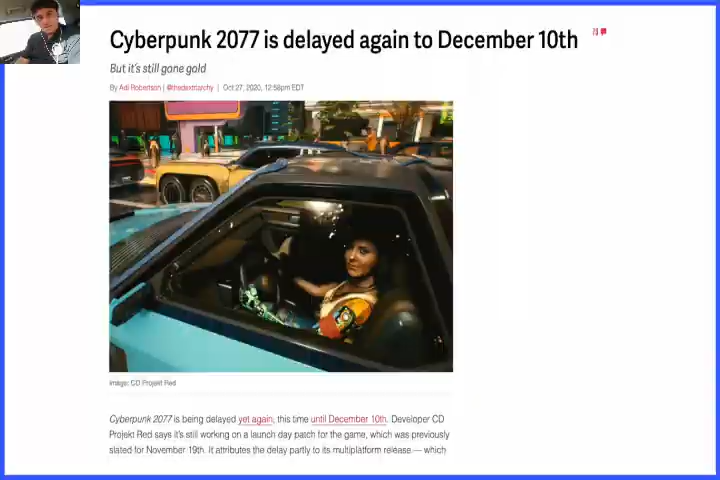 Cyberpunk 2077 is delayed again to December 10th
But it's still gone gold
By Adi Robertson | @thedextriarchy | Oct 27, 2020, 12:58pm EDT
Image: CD Projekt Red
Cyberpunk 2077 is being delayed yet again, this time until December 10th. Developer CD
Projekt Red says it's still working on a launch day patch for the game, which was previously
slated for November 19th. It attributes the delay partly to its multiplatform release — which